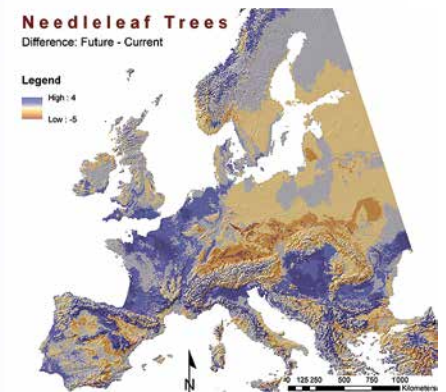 Needleleaf Trees
Difference: Future - Current
Legend
High : 4
Low : -5
N
0 125 250 500 750 1000
Kilometers